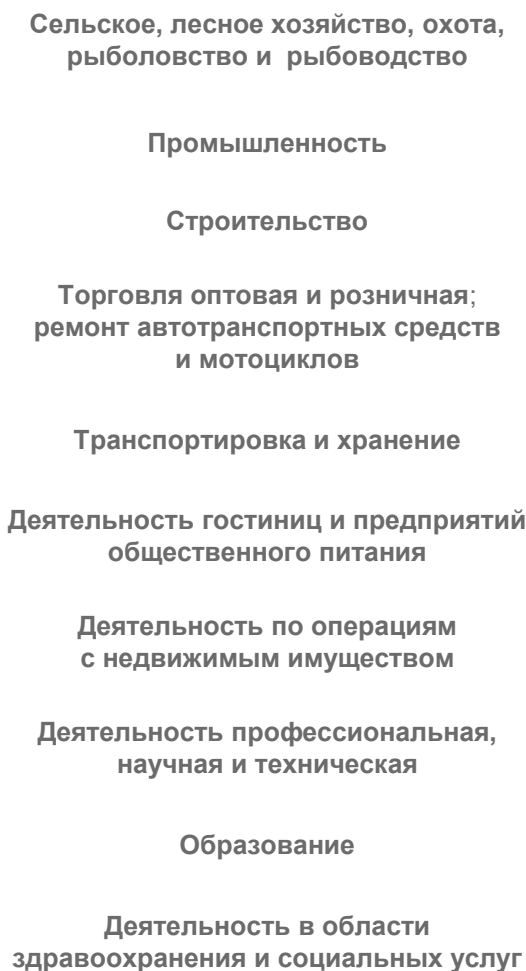 Сельское, лесное хозяйство, охота,
рыболовство и рыбоводство
Промышленность
Строительство
Торговля оптовая и розничная;
ремонт автотранспортных средств
и мотоциклов
Транспортировка и хранение
Деятельность гостиниц и предприятий
общественного питания
Деятельность по операциям
с недвижимым имуществом
Деятельность профессиональная,
научная и техническая
Образование
Деятельность в области
здравоохранения и социальных услуг